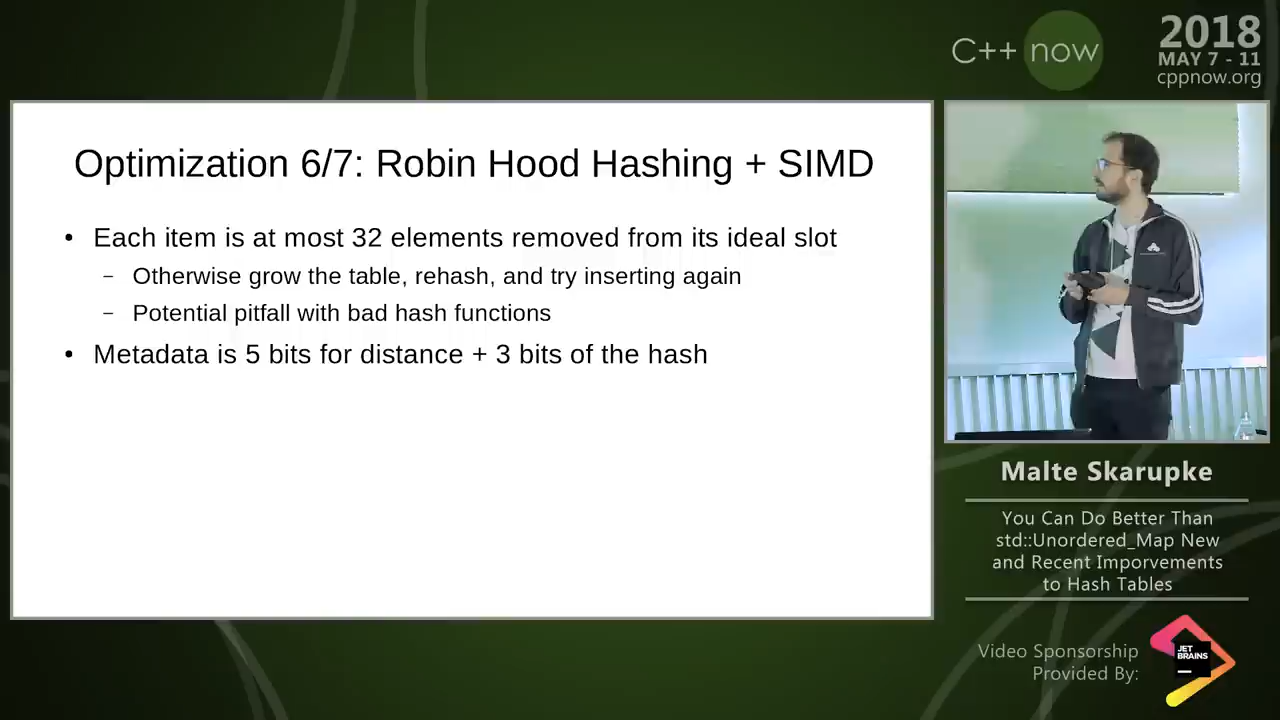 C++ now
2018
MAY 7 - 11
cppnow.org
Optimization 6/7: Robin Hood Hashing + SIMD
• Each item is at most 32 elements removed from its ideal slot
– Otherwise grow the table, rehash, and try inserting again
– Potential pitfall with bad hash functions
• Metadata is 5 bits for distance + 3 bits of the hash
Malte Skarupke
You Can Do Better Than
std::Unordered_Map New
and Recent Imporvements
to Hash Tables
Video Sponsorship
Provided By:
JET
BRAINS